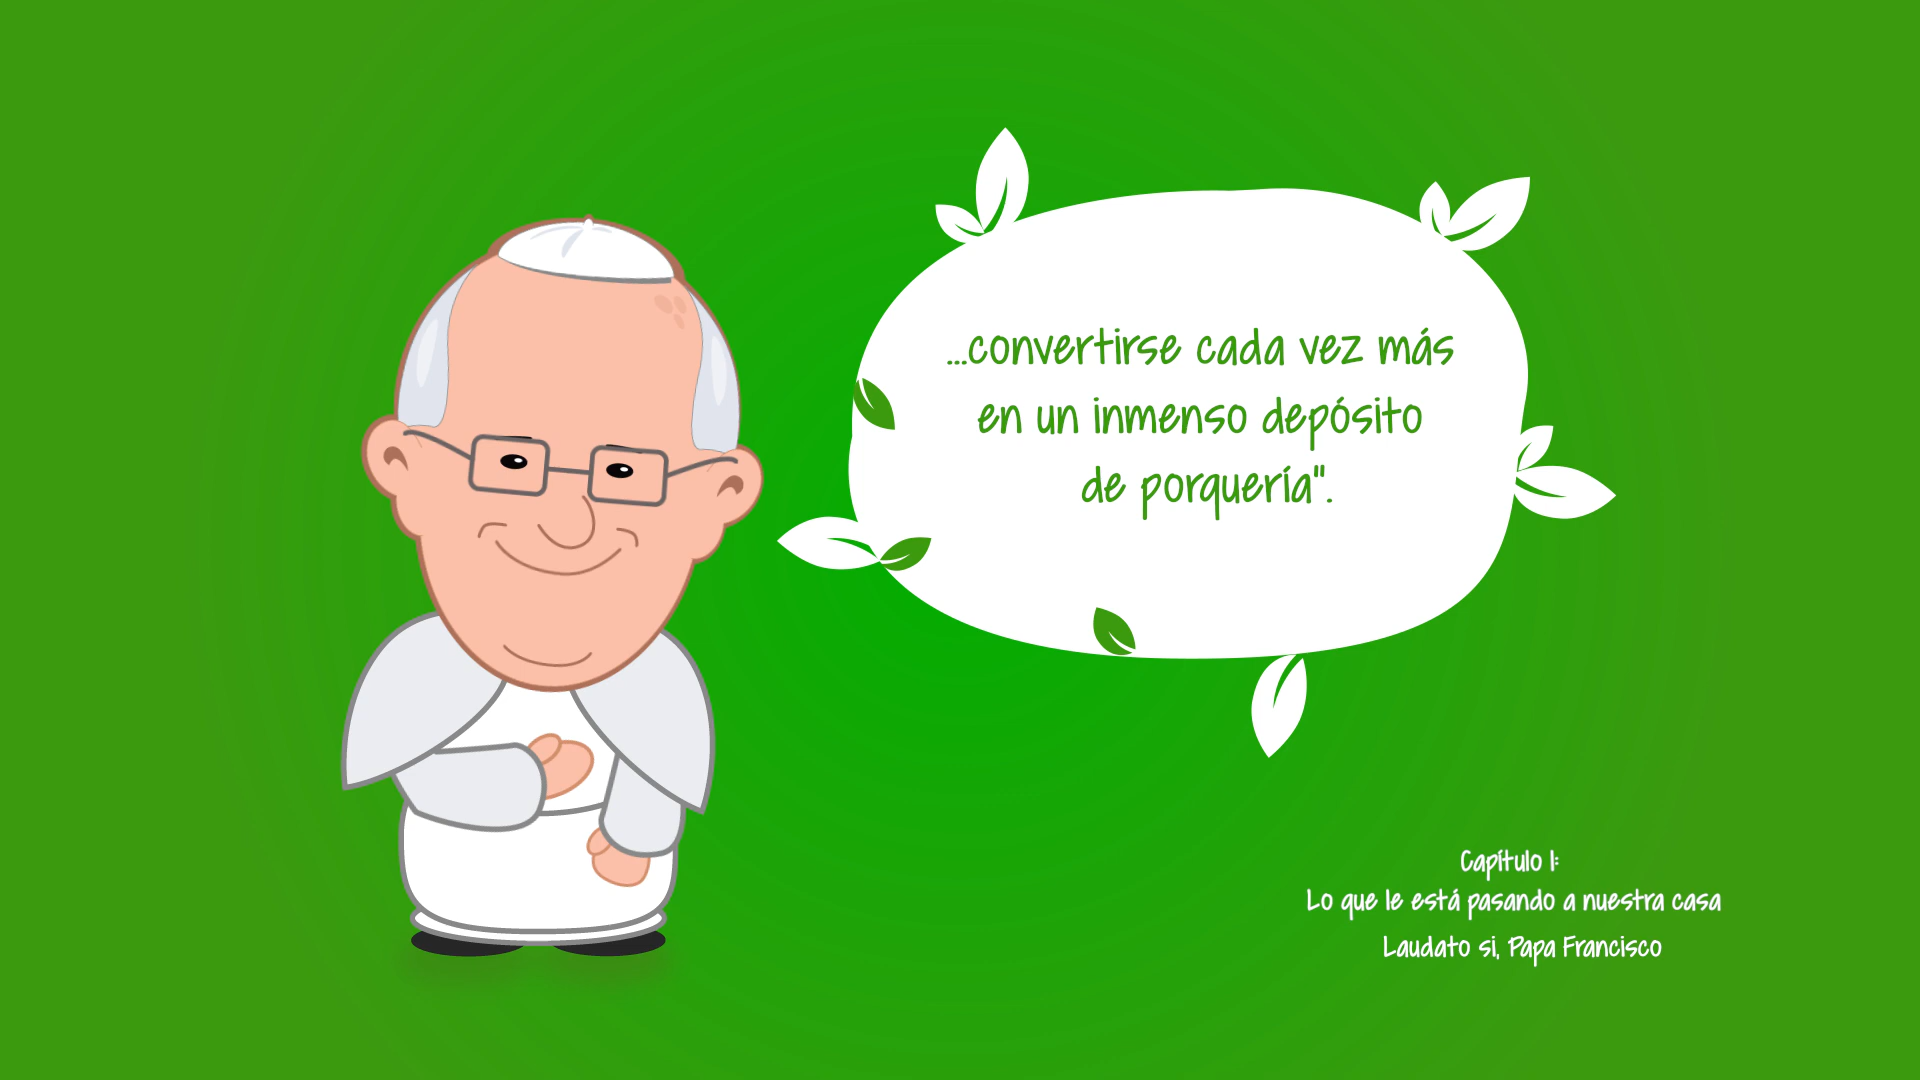 ...convertirse cada vez más
en un inmenso depósito
de porquería".
Capítulo 1:
Lo que le está pasando a nuestra casa
Laudato si, Papa Francisco